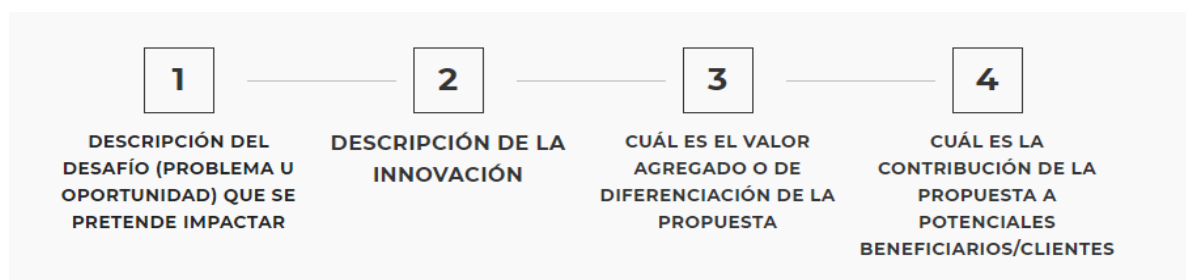 1
DESCRIPCIÓN DEL
DESAFÍO (PROBLEMA U
OPORTUNIDAD) QUE SE
PRETENDE IMPACTAR
2
DESCRIPCIÓN DE LA
INNOVACIÓN
3
CUÁL ES EL VALOR
AGREGADO O DE
DIFERENCIACIÓN DE LA
PROPUESTA
4
CUÁL ES LA
CONTRIBUCIÓN DE LA
PROPUESTA A
POTENCIALES
BENEFICIARIOS/CLIENTES